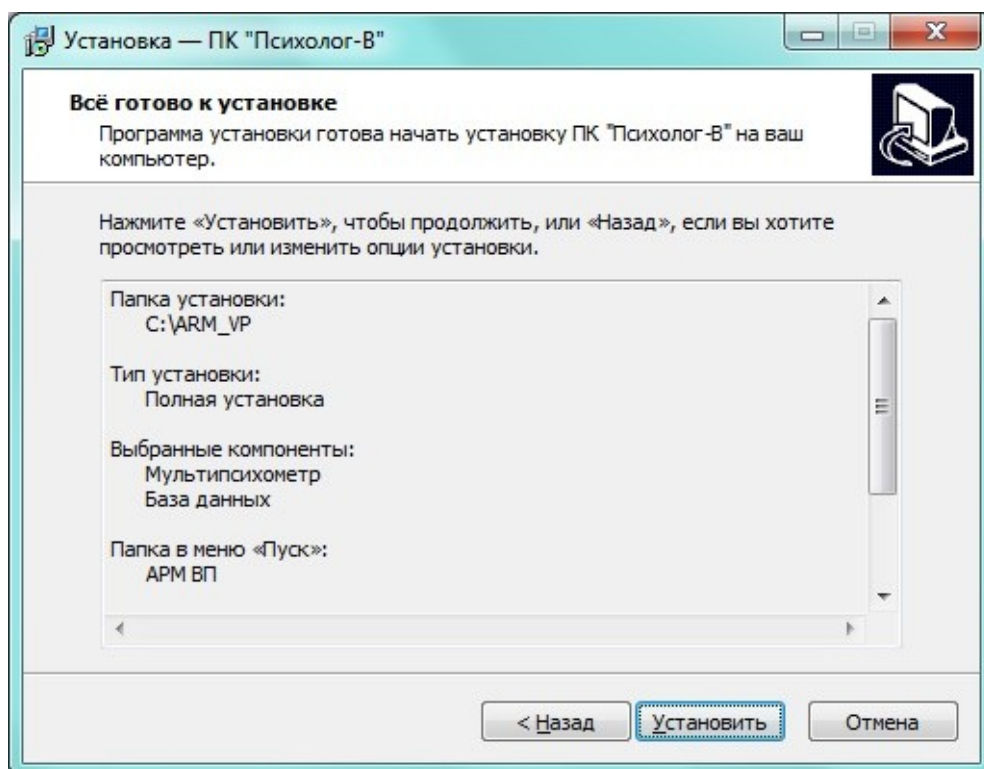 Установка — ПК "Психолог-В"
Всё готово к установке
Программа установки готова начать установку ПК "Психолог-В" на ваш
компьютер.
Нажмите «Установить», чтобы продолжить, или «Назад», если вы хотите
просмотреть или изменить опции установки.
Папка установки:
C:\ARM_VP
Тип установки:
Полная установка
Выбранные компоненты:
Мультипсихометр
База данных
Папка в меню «Пуск»:
АРМ ВП
< Назад
Установить
Отмена